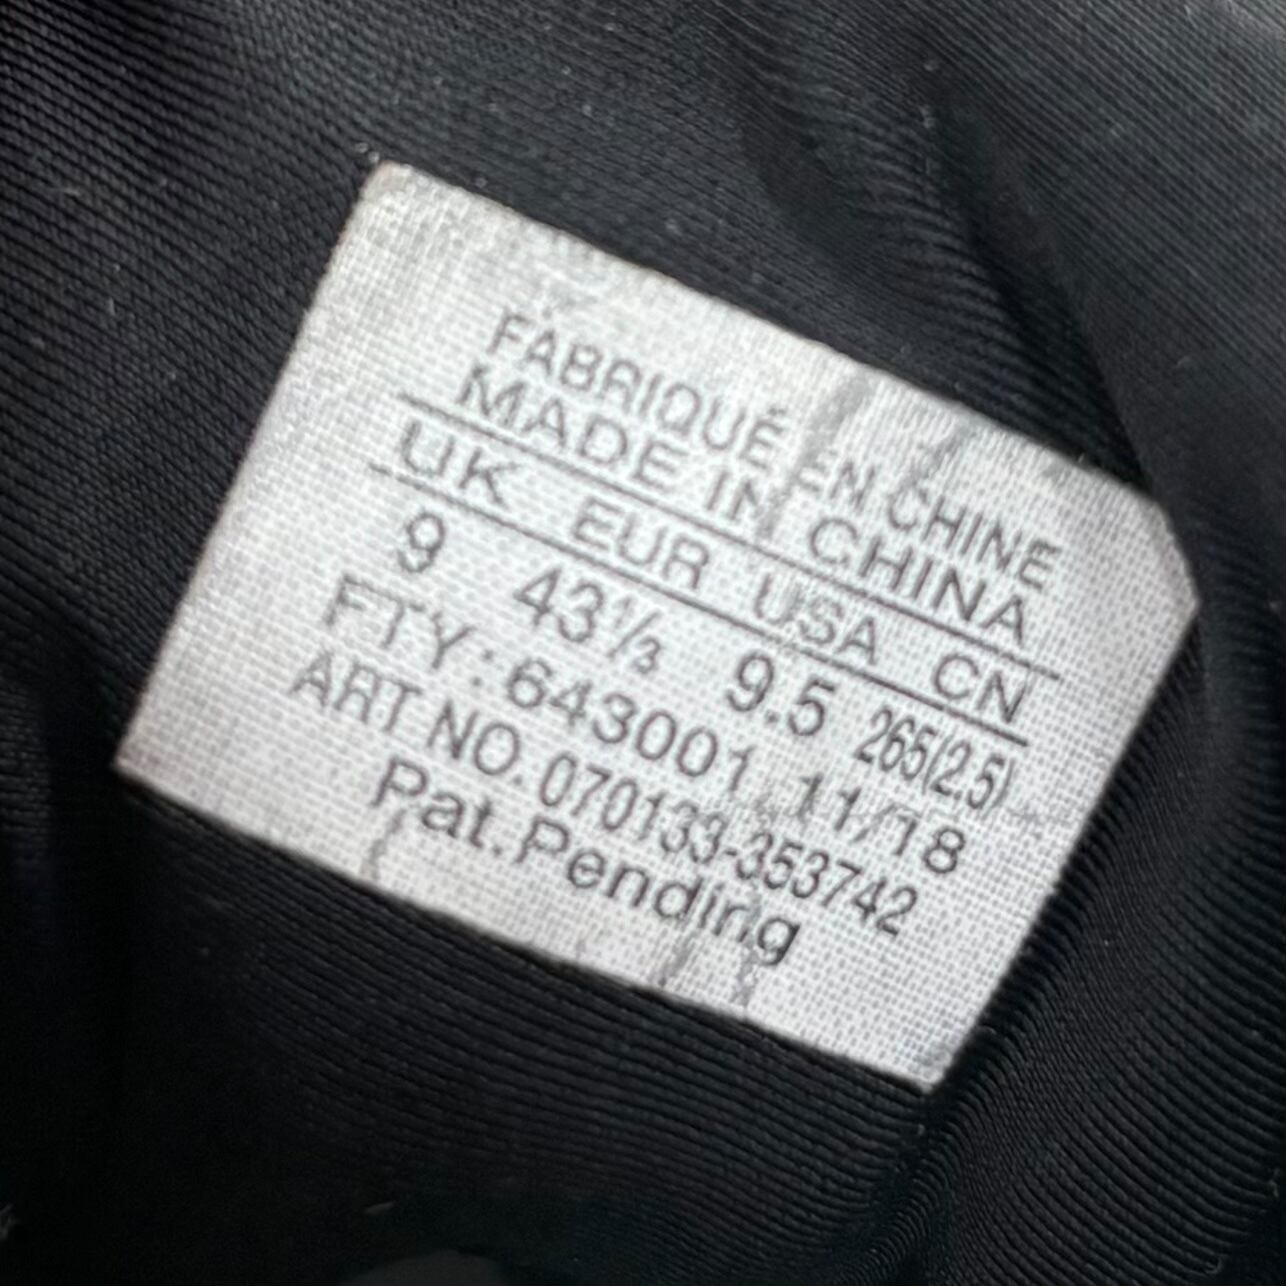 FABRIQUÉ EN CHINE
MADE IN CHINA
UK EUR USA CN
9 43⅓ 9.5 265(2.5)
FTY:643001 11/18
ART NO.070133-353742
Pat.Pending